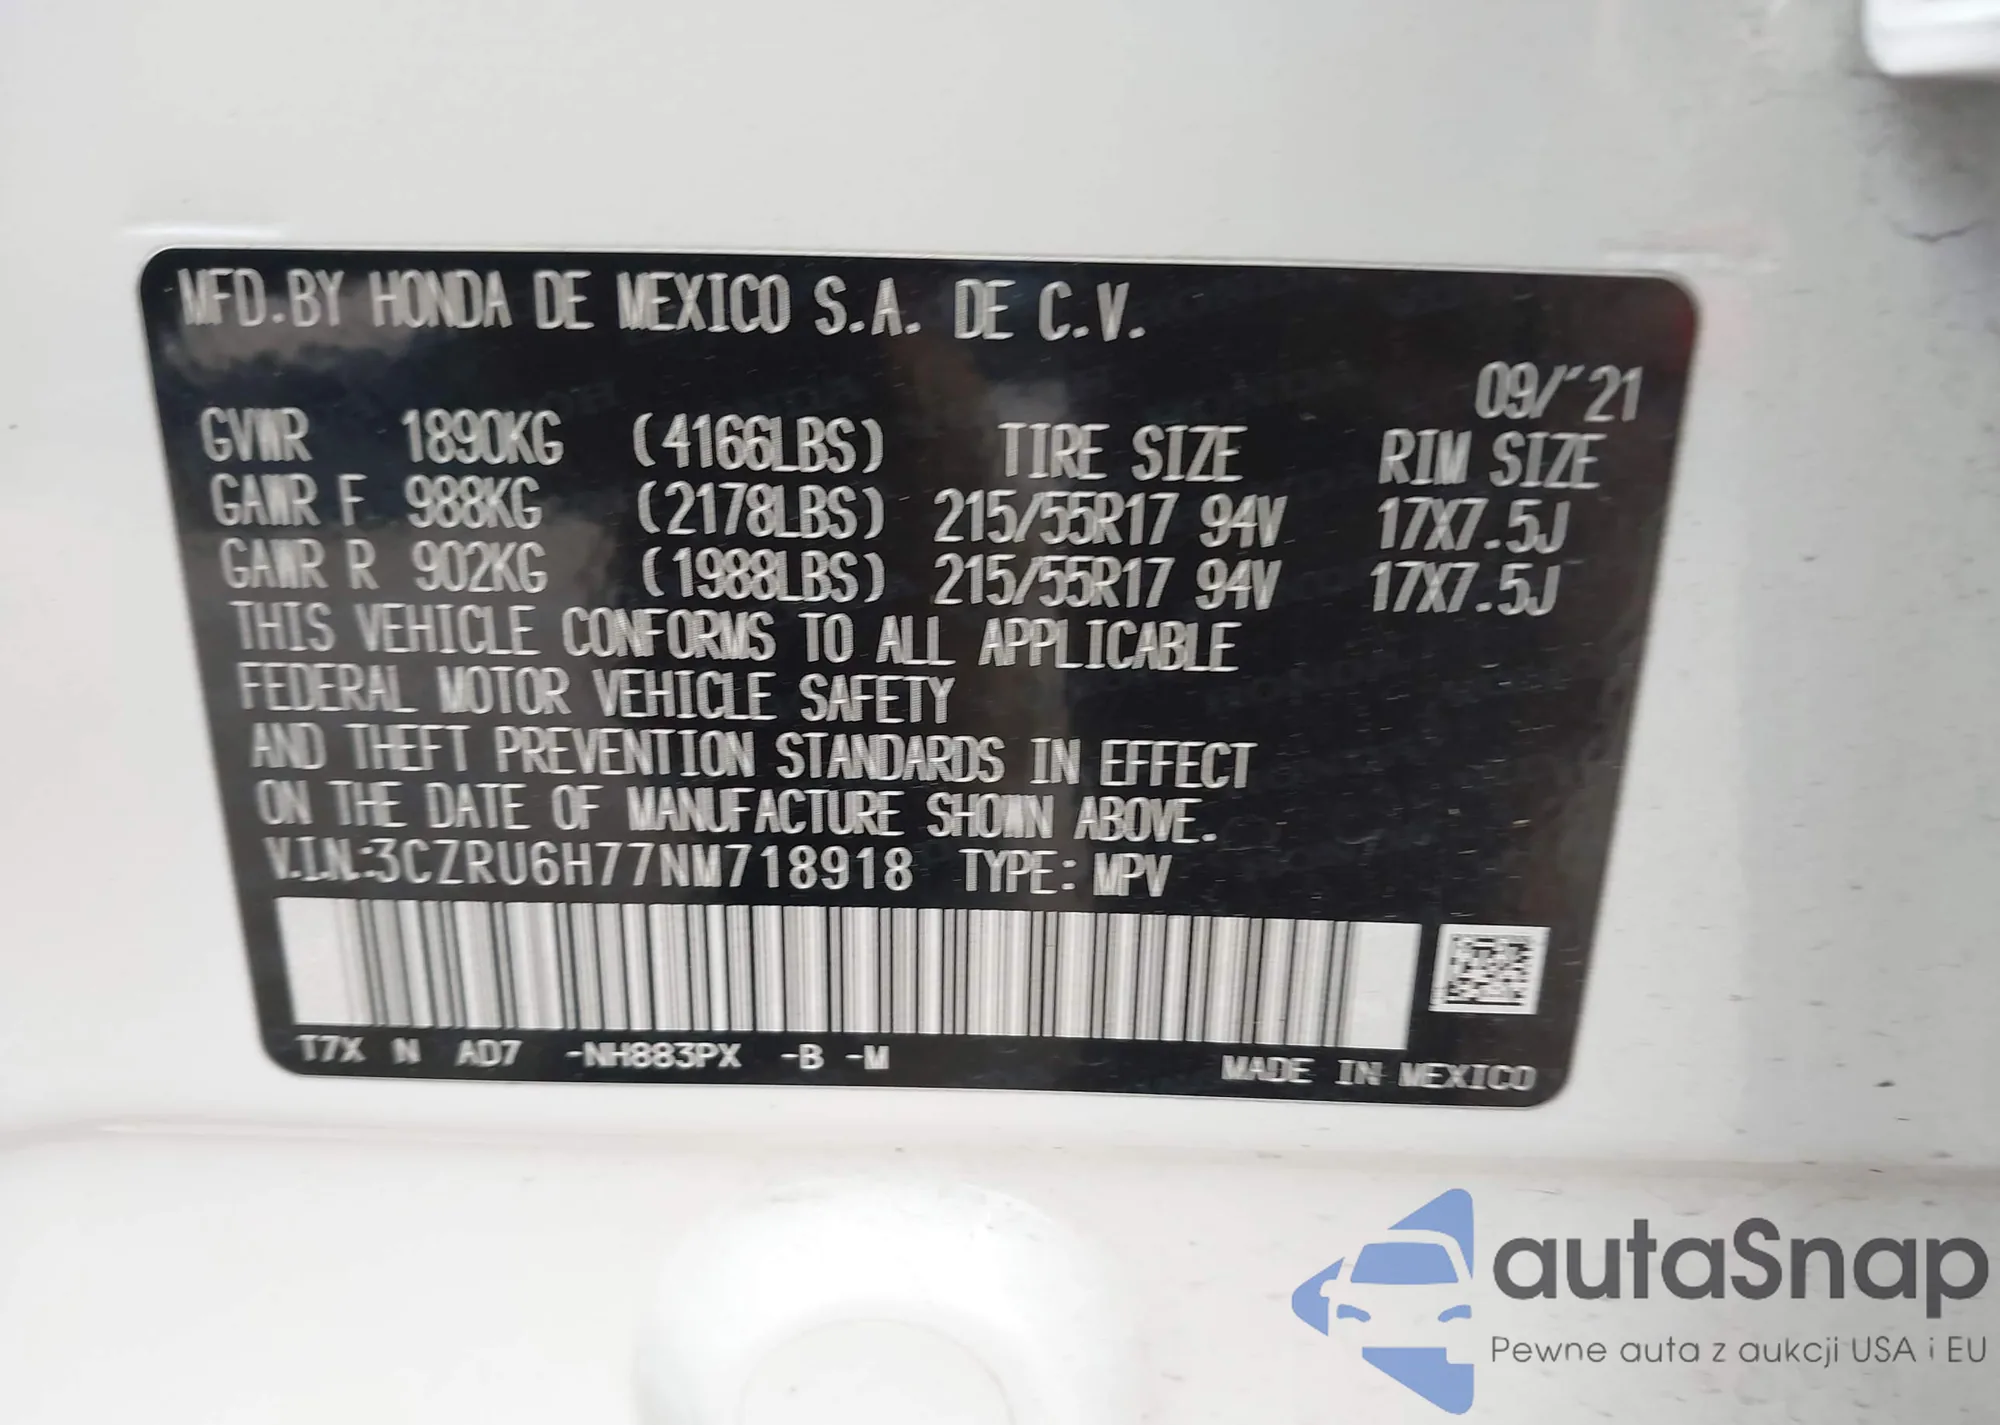 MFD.BY HONDA DE MEXICO S.A. DE C.V.
09/'21
GVWR 1890KG (4166LBS) TIRE SIZE RIM SIZE
GAWR F 988KG (2178LBS) 215/55R17 94V 17X7.5J
GAWR R 902KG (1988LBS) 215/55R17 94V 17X7.5J
THIS VEHICLE CONFORMS TO ALL APPLICABLE
FEDERAL MOTOR VEHICLE SAFETY
AND THEFT PREVENTION STANDARDS IN EFFECT
ON THE DATE OF MANUFACTURE SHOWN ABOVE.
V.I.N.:3CZRU6H77NM718918 TYPE: MPV
T7X N AD7 -NH883PX -B -M MADE IN MEXICO
autaSnap
Pewne auta z aukcji USA i EU